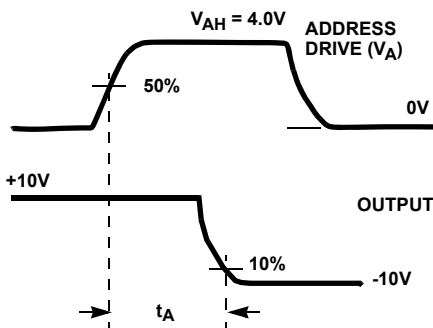 V_AH = 4.0V
ADDRESS
DRIVE (V_A)
50%
0V
+10V
OUTPUT
10%
-10V
t_A